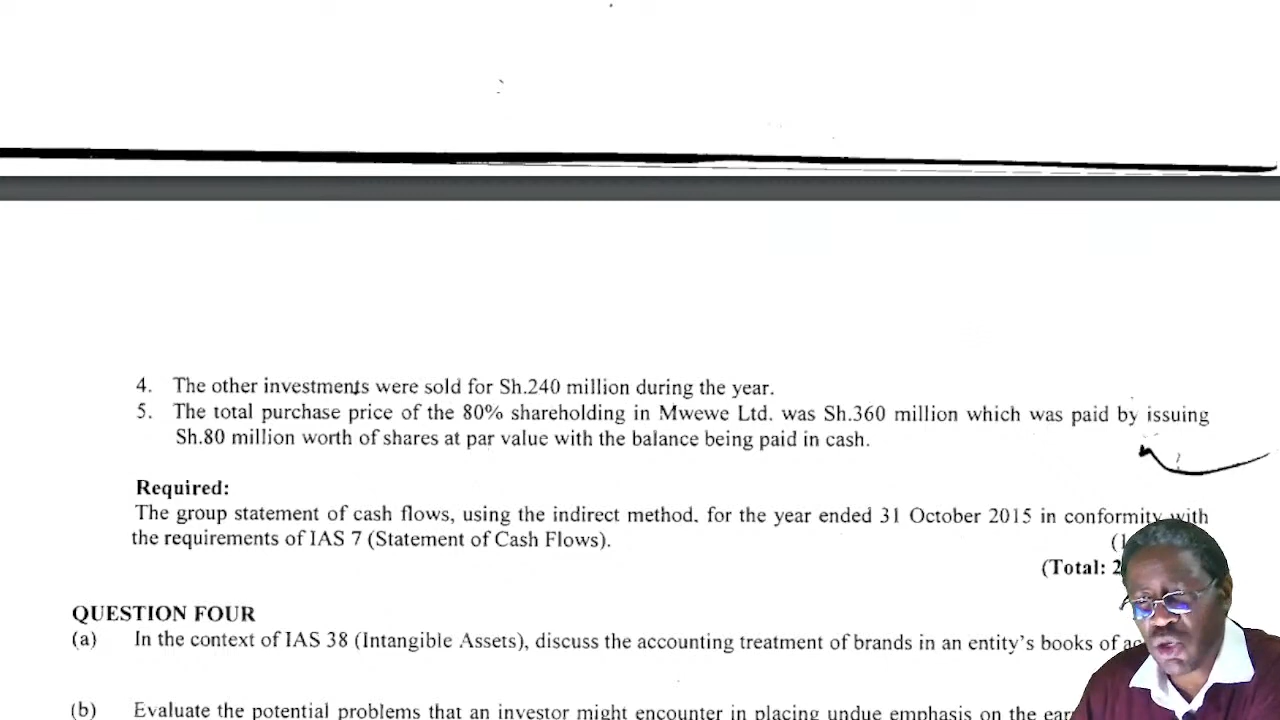 4. The other investments were sold for Sh.240 million during the year.
5. The total purchase price of the 80% shareholding in Mwewe Ltd. was Sh.360 million which was paid by issuing
Sh.80 million worth of shares at par value with the balance being paid in cash.
Required:
The group statement of cash flows, using the indirect method, for the year ended 31 October 2015 in conformity with
the requirements of IAS 7 (Statement of Cash Flows).
(Total:
QUESTION FOUR
(a) In the context of IAS 38 (Intangible Assets), discuss the accounting treatment of brands in an entity's books of
(b) Evaluate the potential problems that an investor might encounter in placing undue emphasis on the